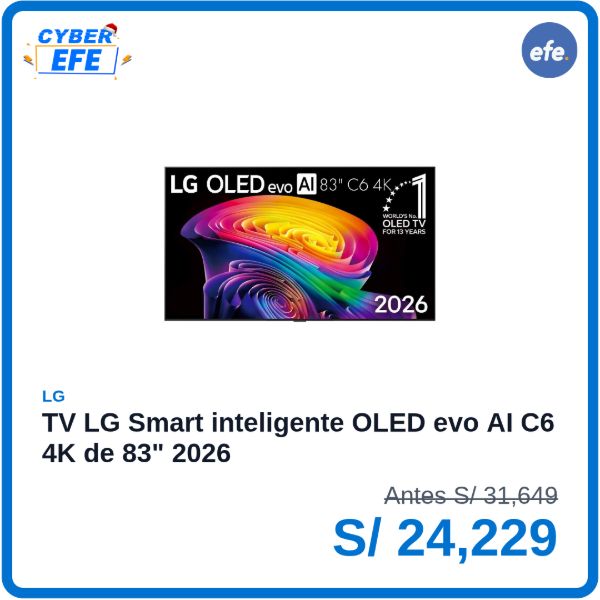 CYBER
EFE
efe.
LG OLED evo AI 83" C6 4K
1
WORLD'S No.1
OLED TV
FOR 13 YEARS
2026
LG
TV LG Smart inteligente OLED evo AI C6
4K de 83" 2026
Antes S/ 31,649
S/ 24,229